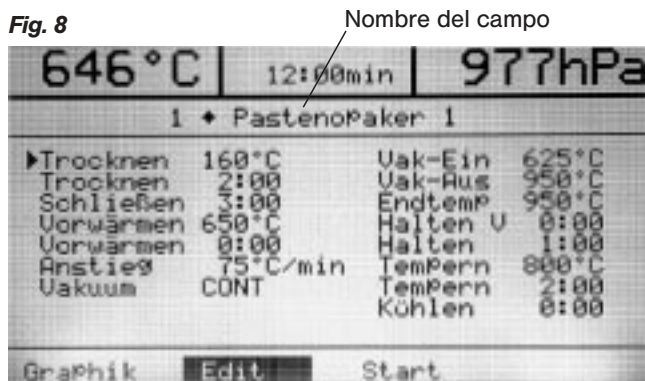 Fig. 8
Nombre del campo
646°C 12:00min 977hPa
1 ♦ Pastenopaker 1
▶Trocknen 160°C Vak-Ein 625°C
Trocknen 2:00 Vak-Aus 950°C
Schließen 3:00 Endtemp 950°C
Vorwärmen 650°C Halten V 0:00
Vorwärmen 0:00 Halten 1:00
Anstieg 75°C/min Tempern 800°C
Vakuum CONT Tempern 2:00
Kühlen 0:00
Graphik Edit Start